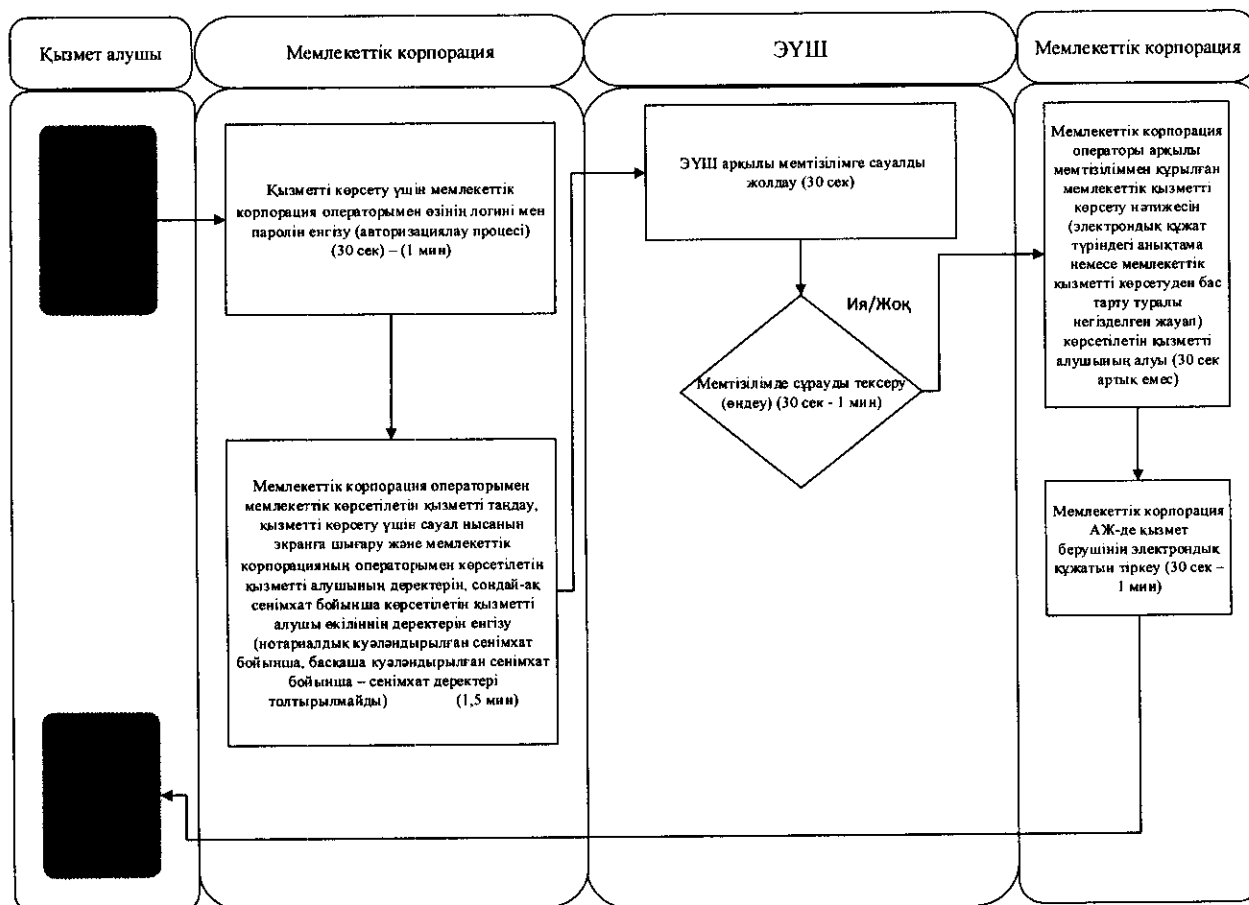 Қызмет алушы
Мемлекеттік корпорация
ЭҮШ
Мемлекеттік корпорация
Қызметті көрсету үшін мемлекеттік
корпорация операторымен өзінің логині мен
паролін енгізу (авторизациялау процесі)
(30 сек) – (1 мин)
Мемлекеттік корпорация операторымен
мемлекеттік көрсетілетін қызметті таңдау,
қызметті көрсету үшін сауал нысанын
экранға шығару және мемлекеттік
корпорацияның операторымен көрсетілетін
қызметті алушының деректерін, сондай-ақ
сенімхат бойынша көрсетілетін қызметті
алушы өкілінің деректерін енгізу
(нотариалдық куәландырылған сенімхат
бойынша, басқаша куәландырылған сенімхат
бойынша – сенімхат деректері
толтырылмайды) (1,5 мин)
ЭҮШ арқылы мемтізілімге сауалды
жолдау (30 сек)
Ия/Жоқ
Мемтізілімде сұрауды тексеру
(өңдеу) (30 сек - 1 мин)
Мемлекеттік корпорация
операторы арқылы
мемтізіліммен құрылған
мемлекеттік қызметті
көрсету нәтижесін
(электрондық құжат
түріндегі анықтама
немесе мемлекеттік
қызметті көрсетуден бас
тарту туралы
негізделген жауап)
көрсетілетін қызметті
алушының алуы (30 сек
артық емес)
Мемлекеттік корпорация
АЖ-де қызмет
берушінің электрондық
құжатын тіркеу (30 сек –
1 мин)